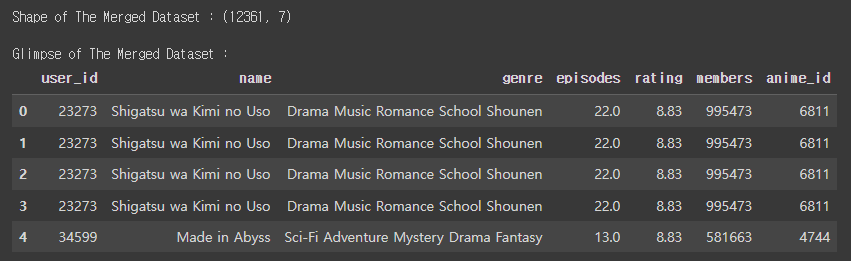 Shape of The Merged Dataset : (12361, 7)
Glimpse of The Merged Dataset :
user_id name genre episodes rating members anime_id
0 23273 Shigatsu wa Kimi no Uso Drama Music Romance School Shounen 22.0 8.83 995473 6811
1 23273 Shigatsu wa Kimi no Uso Drama Music Romance School Shounen 22.0 8.83 995473 6811
2 23273 Shigatsu wa Kimi no Uso Drama Music Romance School Shounen 22.0 8.83 995473 6811
3 23273 Shigatsu wa Kimi no Uso Drama Music Romance School Shounen 22.0 8.83 995473 6811
4 34599 Made in Abyss Sci-Fi Adventure Mystery Drama Fantasy 13.0 8.83 581663 4744